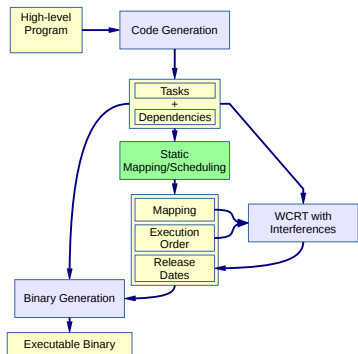 High-level
Program
Code Generation
Tasks
+
Dependencies
Static
Mapping/Scheduling
Mapping
Execution
Order
Release
Dates
WCRT with
Interferences
Binary Generation
Executable Binary